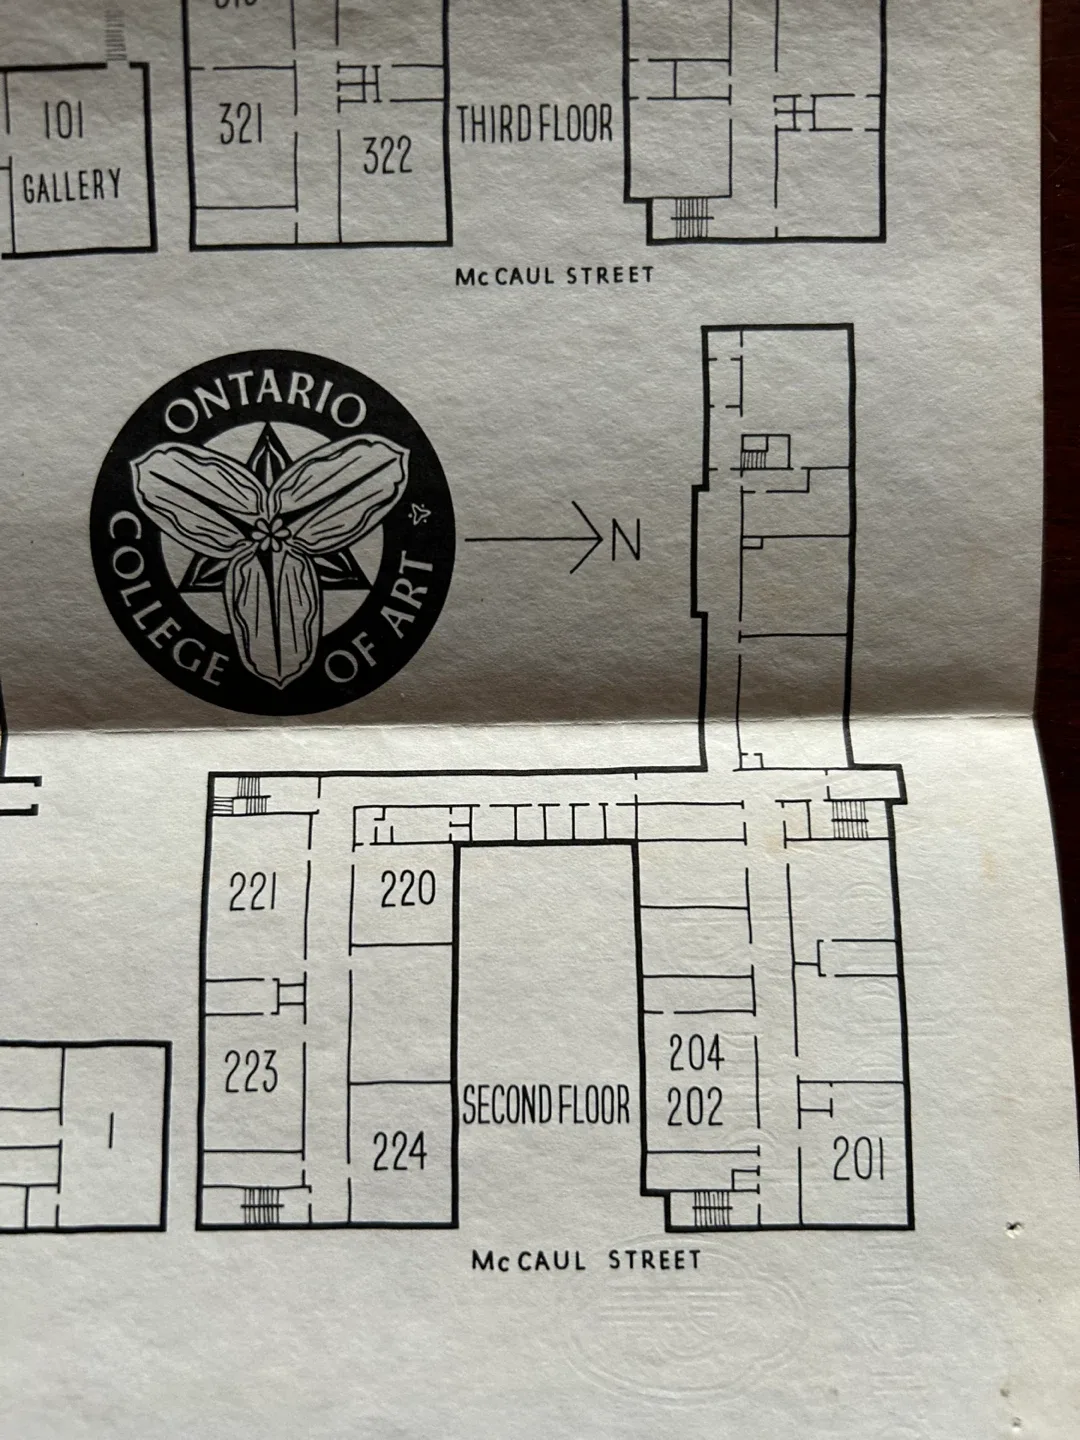 101
GALLERY
321
322
THIRD FLOOR
McCAUL STREET
ONTARIO
COLLEGE
OF ART
N
221
220
223
224
SECOND FLOOR
204
202
201
1
McCAUL STREET